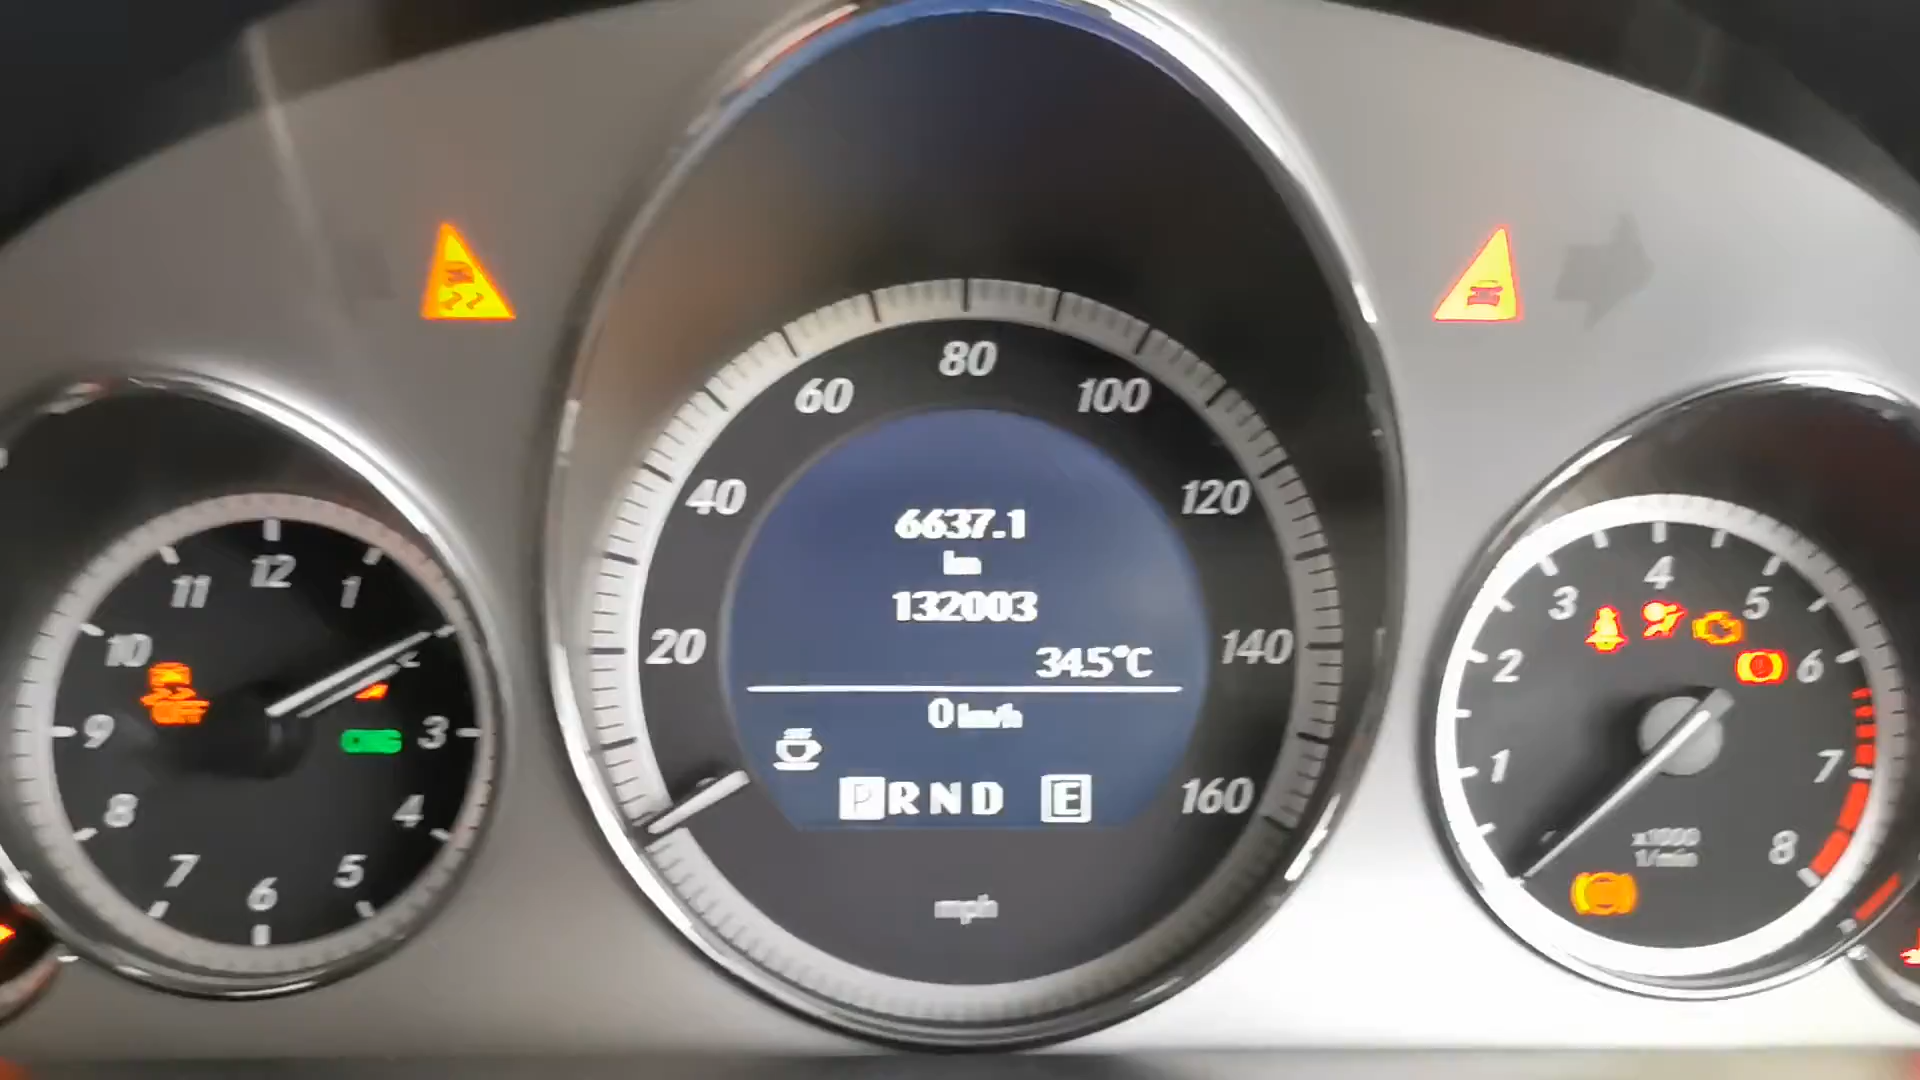 80
60 100
40 120
20 140
160
6637.1
km
132003
34.5°C
0 km/h
P R N D E
mph
12
11 1
10
9 3
8 4
7 5
6
4
3 5
2 6
1 7
8
x1000
1/min
OFF